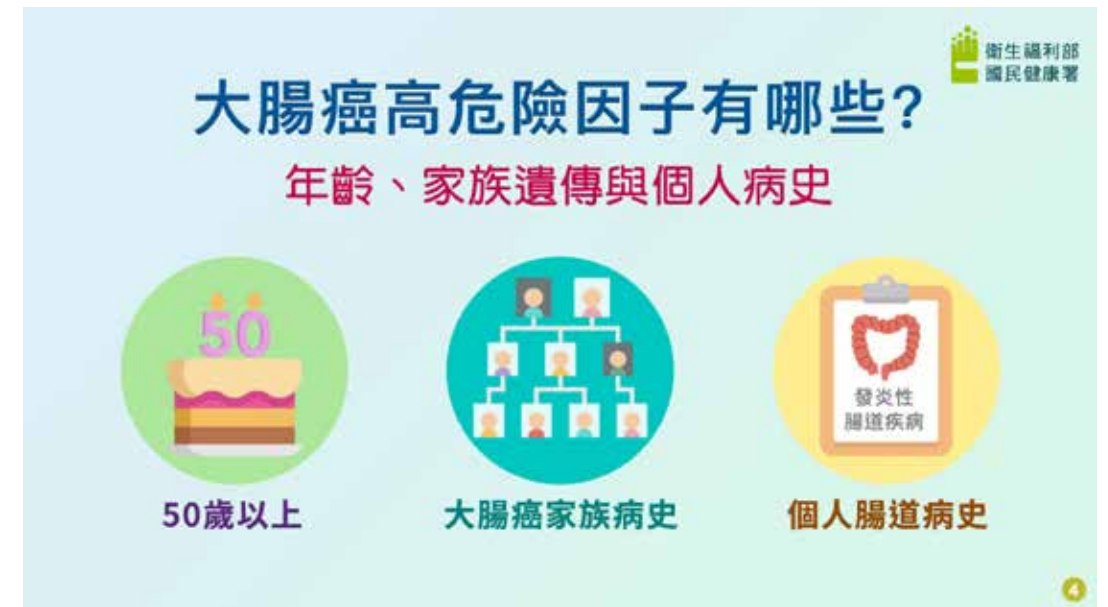 衛生福利部
國民健康署
大腸癌高危險因子有哪些?
年齡、家族遺傳與個人病史
50
發炎性
腸道疾病
50歲以上
大腸癌家族病史
個人腸道病史
4